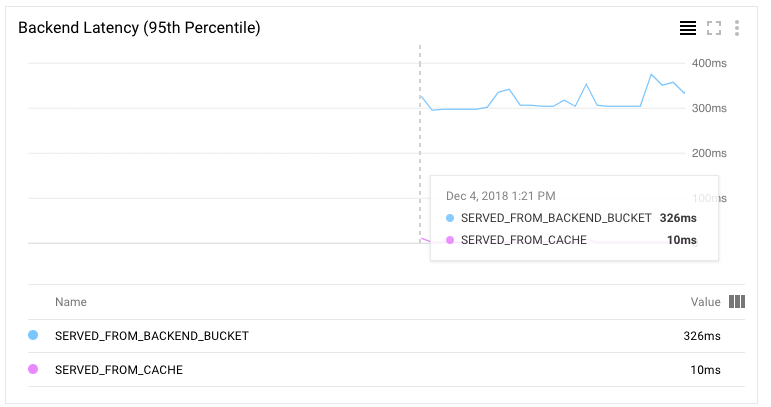 Backend Latency (95th Percentile)
400ms
300ms
200ms
100ms
Dec 4, 2018 1:21 PM
SERVED_FROM_BACKEND_BUCKET 326ms
SERVED_FROM_CACHE 10ms
Name Value
SERVED_FROM_BACKEND_BUCKET 326ms
SERVED_FROM_CACHE 10ms